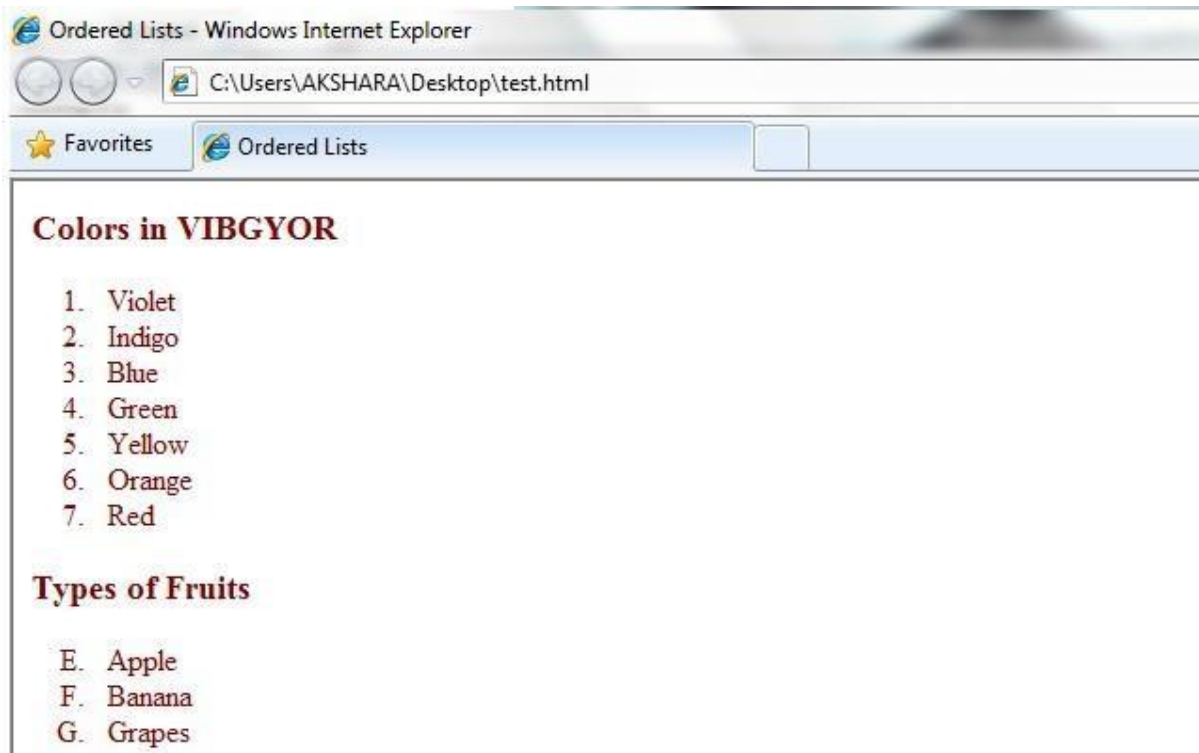 Ordered Lists - Windows Internet Explorer
C:\Users\AKSHARA\Desktop\test.html
Favorites Ordered Lists
Colors in VIBGYOR
1. Violet
2. Indigo
3. Blue
4. Green
5. Yellow
6. Orange
7. Red
Types of Fruits
E. Apple
F. Banana
G. Grapes